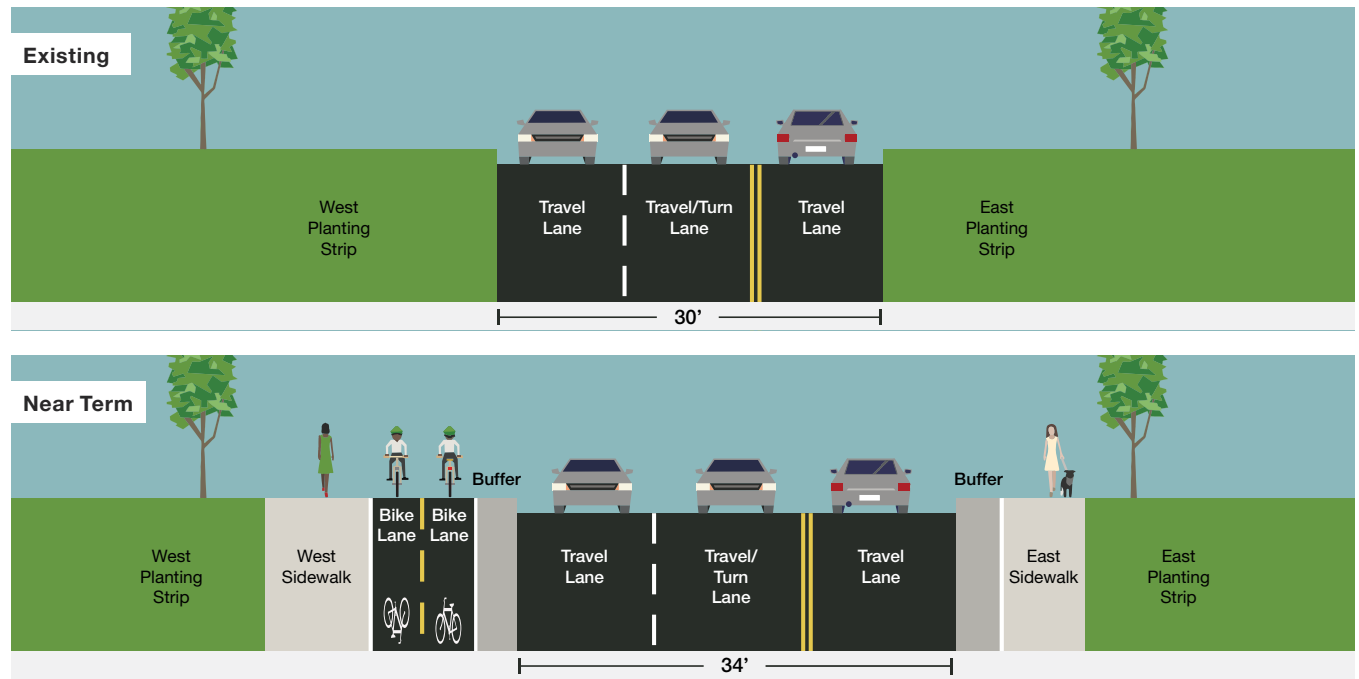 Existing
West
Planting
Strip
Travel
Lane
Travel/Turn
Lane
Travel
Lane
East
Planting
Strip
30’
Near Term
West
Planting
Strip
West
Sidewalk
Bike
Lane
Bike
Lane
Buffer
Travel
Lane
Travel/
Turn
Lane
Travel
Lane
Buffer
East
Sidewalk
East
Planting
Strip
34’